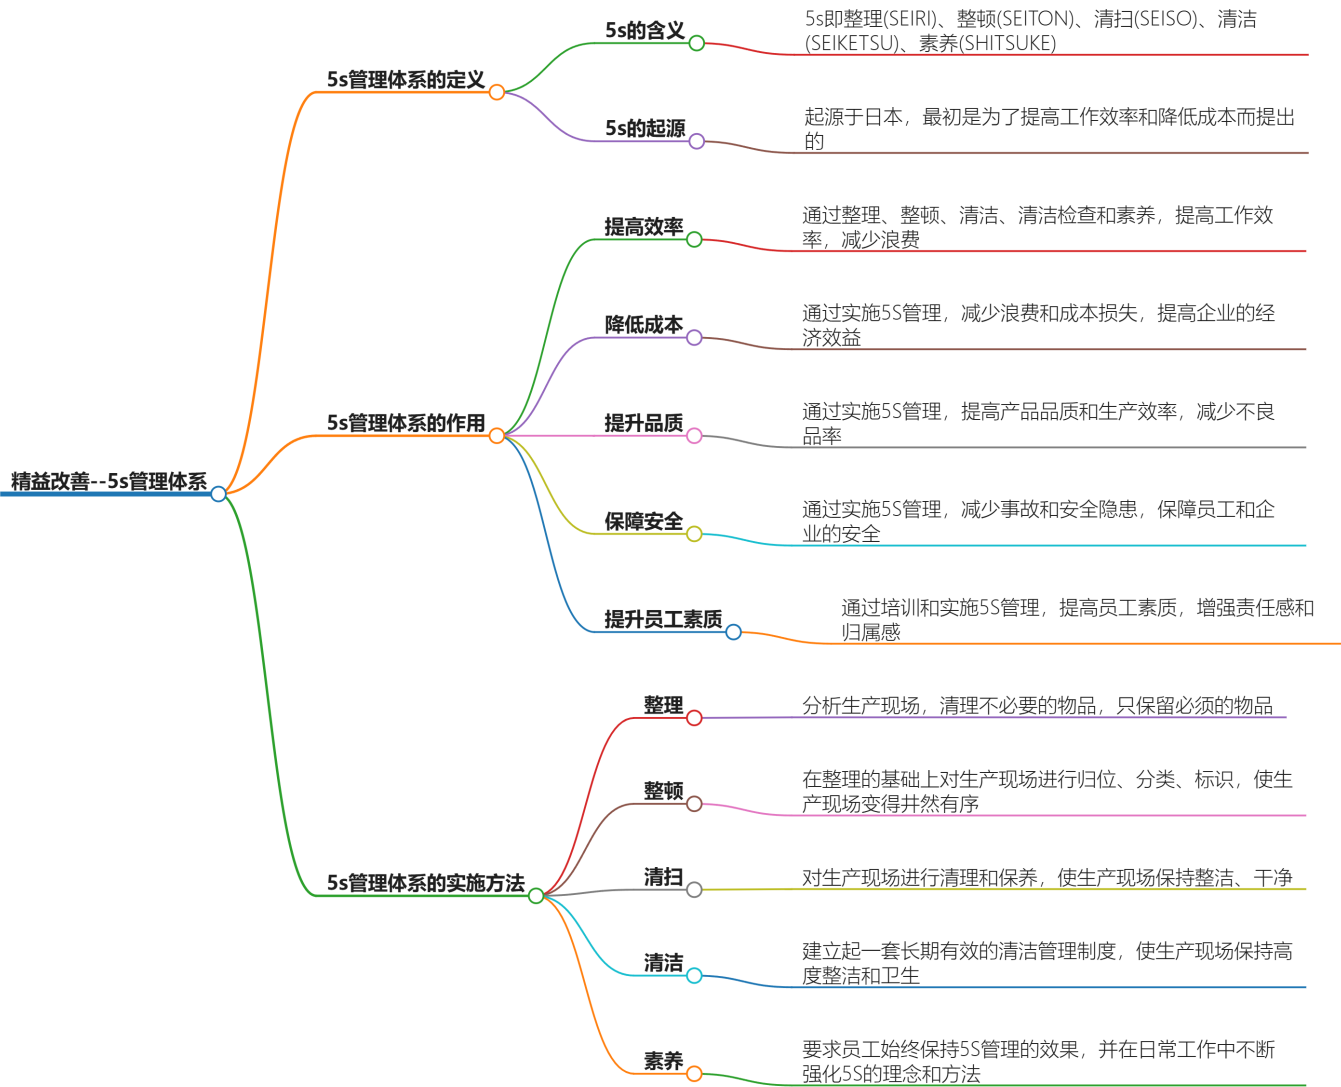 精益改善--5s管理体系
5s管理体系的定义
5s的含义
5s即整理(SEIRI)、整顿(SEITON)、清扫(SEISO)、清洁
(SEIKETSU)、素养(SHITSUKE)
5s的起源
起源于日本，最初是为了提高工作效率和降低成本而提出
的
5s管理体系的作用
提高效率
通过整理、整顿、清洁、清洁检查和素养，提高工作效
率，减少浪费
降低成本
通过实施5S管理，减少浪费和成本损失，提高企业的经
济效益
提升品质
通过实施5S管理，提高产品品质和生产效率，减少不良
品率
保障安全
通过实施5S管理，减少事故和安全隐患，保障员工和企
业的安全
提升员工素质
通过培训和实施5S管理，提高员工素质，增强责任感和
归属感
5s管理体系的实施方法
整理
分析生产现场，清理不必要的物品，只保留必须的物品
整顿
在整理的基础上对生产现场进行归位、分类、标识，使生
产现场变得井然有序
清扫
对生产现场进行清理和保养，使生产现场保持整洁、干净
清洁
建立起一套长期有效的清洁管理制度，使生产现场保持高
度整洁和卫生
素养
要求员工始终保持5S管理的效果，并在日常工作中不断
强化5S的理念和方法